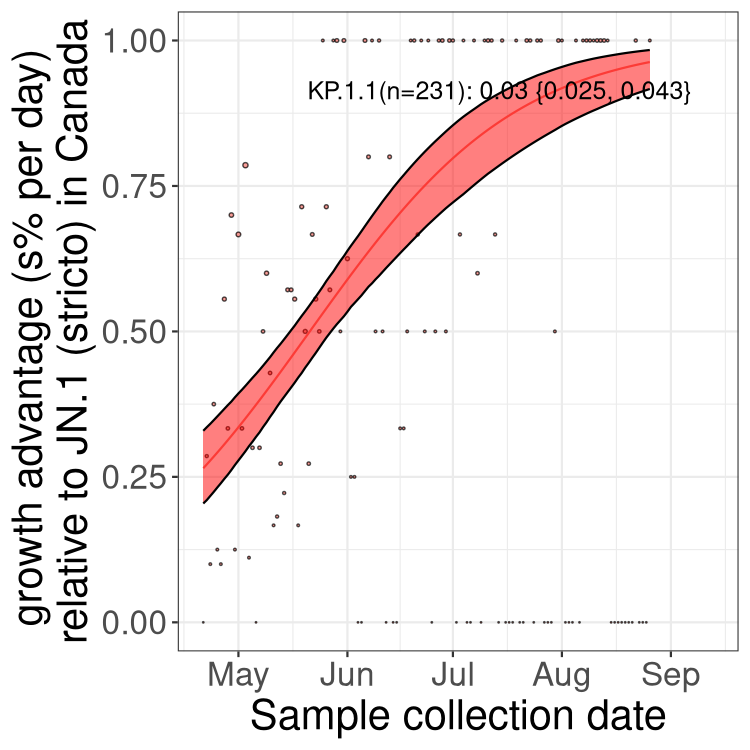 growth advantage (s% per day)
relative to JN.1 (stricto) in Canada
1.00
0.75
0.50
0.25
0.00
KP.1.1(n=231): 0.03 {0.025, 0.043}
May Jun Jul Aug Sep
Sample collection date